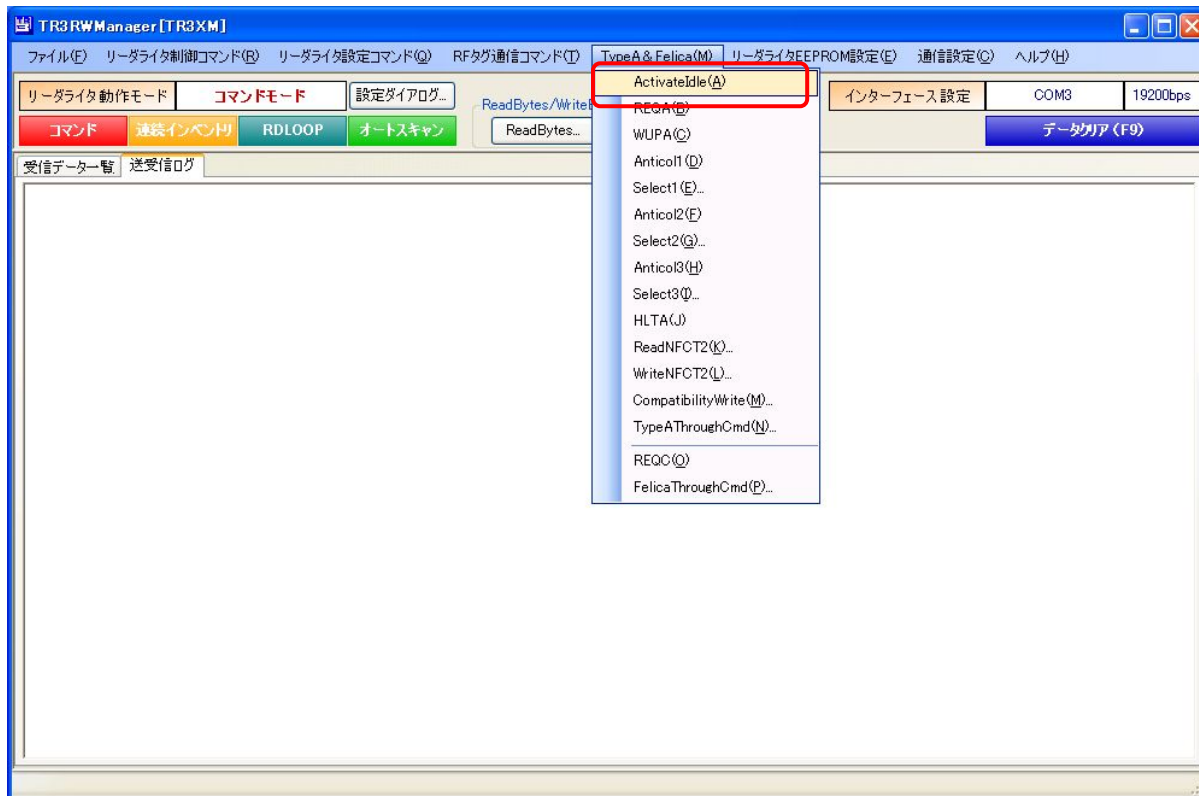 TR3RWManager[TR3XM]
ファイル(F) リーダライタ制御コマンド(R) リーダライタ設定コマンド(Q) RFタグ通信コマンド(T) TypeA&Felica(M) リーダライタEEPROM設定(E) 通信設定(C) ヘルプ(H)
リーダライタ動作モード コマンドモード 設定ダイアログ... ReadBytes/Write インターフェース設定 COM3 19200bps
コマンド 連続インベントリ RDLOOP オートスキャン ReadBytes... データクリア(F9)
受信データ一覧 送受信ログ
ActivateIdle(A)
REQA(B)
WUPA(C)
Anticol1(D)
Select1(E)...
Anticol2(F)
Select2(G)...
Anticol3(H)
Select3(I)...
HLTA(J)
ReadNFCT2(K)...
WriteNFCT2(L)...
CompatibilityWrite(M)...
TypeAThroughCmd(N)...
REQC(O)
FelicaThroughCmd(P)...